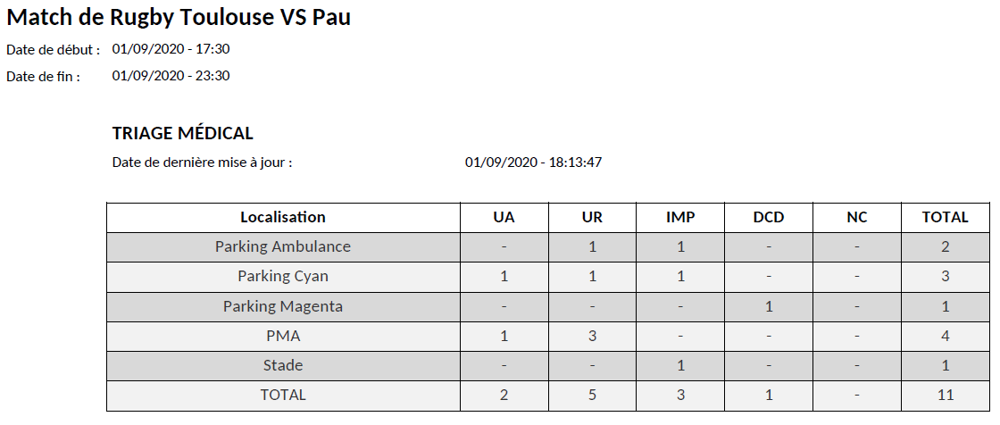 Match de Rugby Toulouse VS Pau
Date de début : 01/09/2020 - 17:30
Date de fin : 01/09/2020 - 23:30
TRIAGE MÉDICAL
Date de dernière mise à jour : 01/09/2020 - 18:13:47
Localisation UA UR IMP DCD NC TOTAL
Parking Ambulance - 1 1 - - 2
Parking Cyan 1 1 1 - - 3
Parking Magenta - - - 1 - 1
PMA 1 3 - - - 4
Stade - - 1 - - 1
TOTAL 2 5 3 1 - 11